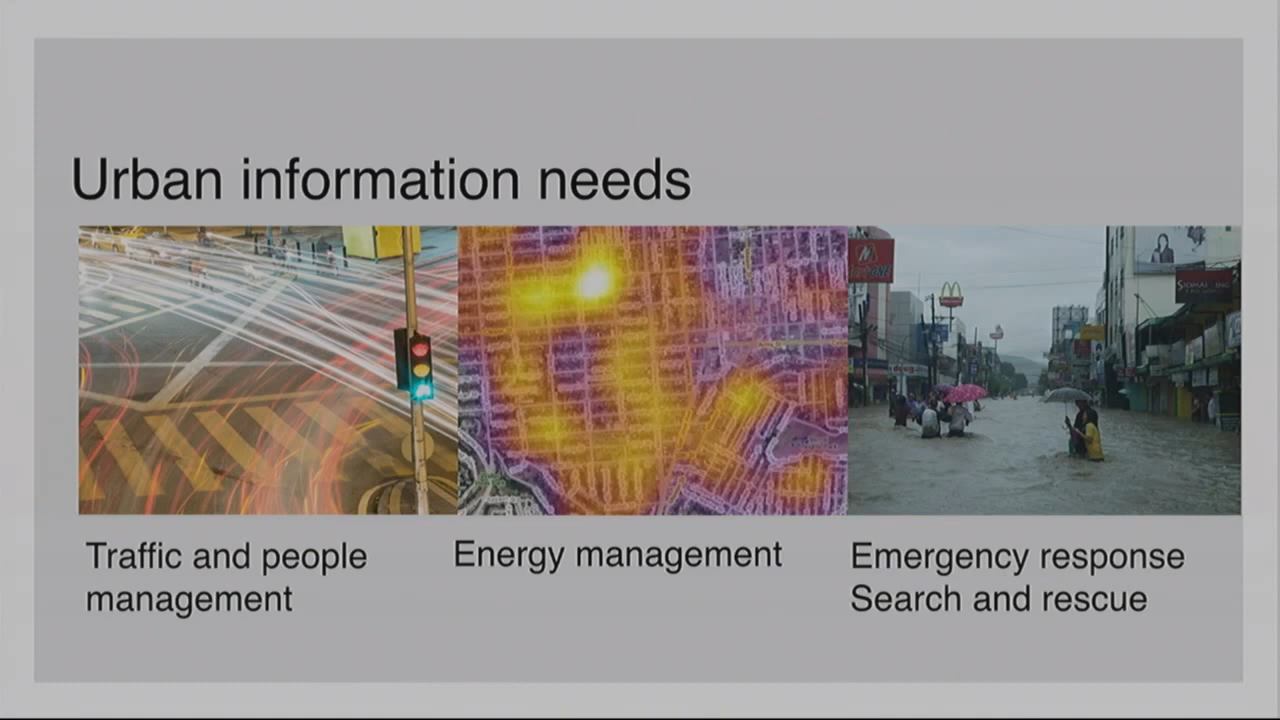 Urban information needs
Traffic and people
management
Energy management
Emergency response
Search and rescue